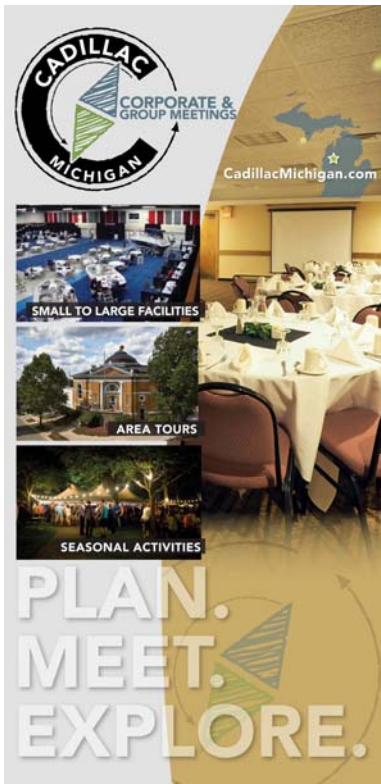 CADILLAC
CORPORATE &
GROUP MEETINGS
MICHIGAN
CadillacMichigan.com
SMALL TO LARGE FACILITIES
AREA TOURS
SEASONAL ACTIVITIES
PLAN.
MEET.
EXPLORE.